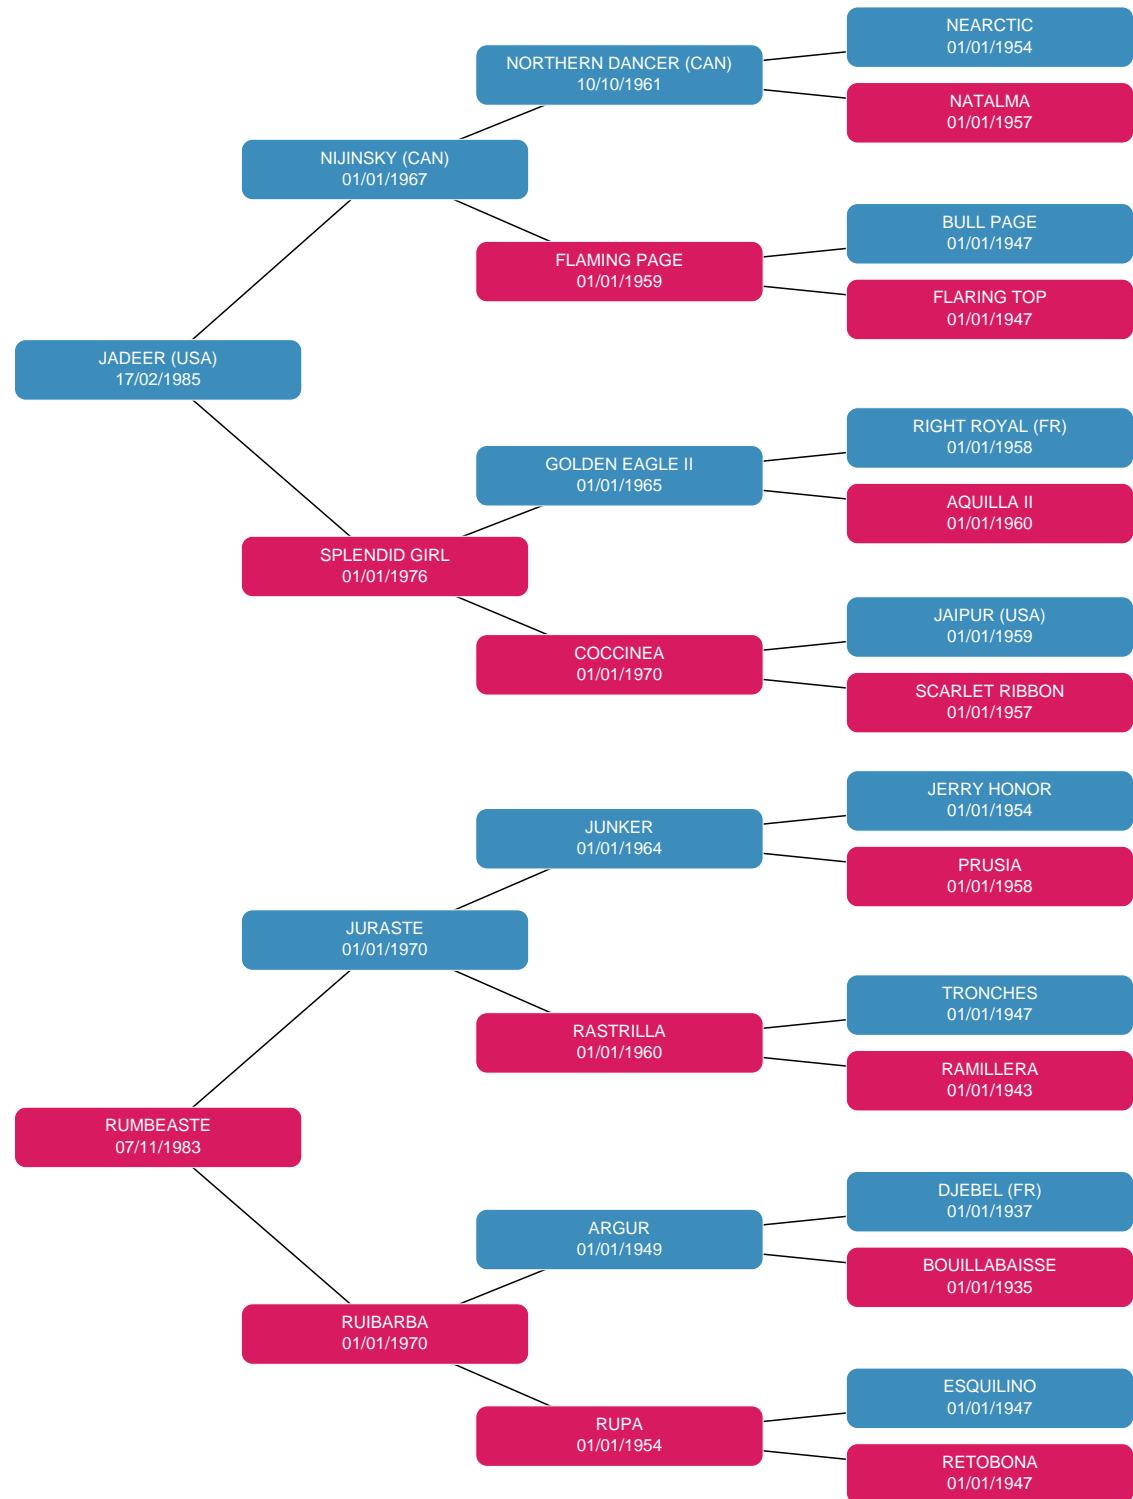 NEARCTIC
01/01/1954
NORTHERN DANCER (CAN)
10/10/1961
NATALMA
01/01/1957
NIJINSKY (CAN)
01/01/1967
BULL PAGE
01/01/1947
FLAMING PAGE
01/01/1959
FLARING TOP
01/01/1947
JADEER (USA)
17/02/1985
RIGHT ROYAL (FR)
01/01/1958
GOLDEN EAGLE II
01/01/1965
AQUILLA II
01/01/1960
SPLENDID GIRL
01/01/1976
JAIPUR (USA)
01/01/1959
COCCINEA
01/01/1970
SCARLET RIBBON
01/01/1957
JERRY HONOR
01/01/1954
JUNKER
01/01/1964
PRUSIA
01/01/1958
JURASTE
01/01/1970
TRONCHES
01/01/1947
RASTRILLA
01/01/1960
RAMILLERA
01/01/1943
RUMBEASTE
07/11/1983
DJEBEL (FR)
01/01/1937
ARGUR
01/01/1949
BOUILLABAISSE
01/01/1935
RUIBARBA
01/01/1970
ESQUILINO
01/01/1947
RUPA
01/01/1954
RETOBONA
01/01/1947